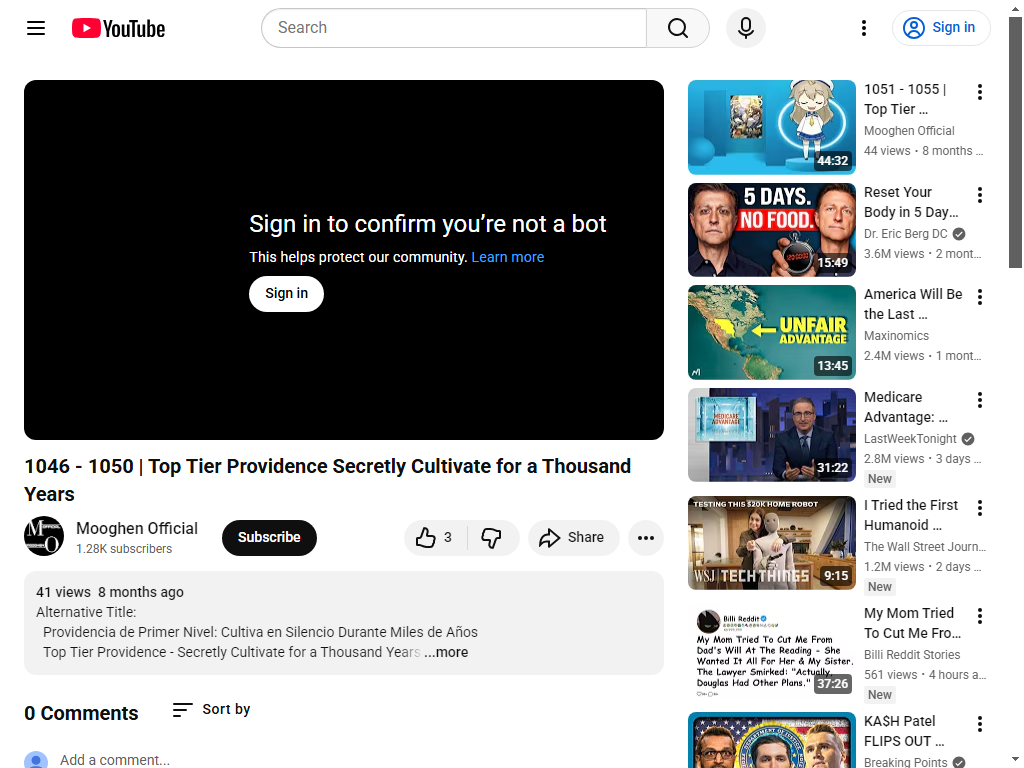 YouTube
Search
Sign in
Sign in to confirm you’re not a bot
This helps protect our community. Learn more
Sign in
1046 - 1050 | Top Tier Providence Secretly Cultivate for a Thousand
Years
Mooghen Official
1.28K subscribers
Subscribe
3
Share
41 views 8 months ago
Alternative Title:
Providencia de Primer Nivel: Cultiva en Silencio Durante Miles de Años
Top Tier Providence - Secretly Cultivate for a Thousand Years ...more
0 Comments
Sort by
Add a comment...
44:32
1051 - 1055 |
Top Tier ...
Mooghen Official
44 views • 8 months ...
5 DAYS.
NO FOOD.
15:49
Reset Your
Body in 5 Day...
Dr. Eric Berg DC
3.6M views • 2 mont...
UNFAIR
ADVANTAGE
13:45
America Will Be
the Last ...
Maxinomics
2.4M views • 1 mont...
MEDICARE
ADVANTAGE
31:22
Medicare
Advantage: ...
LastWeekTonight
2.8M views • 3 days ...
New
TESTING THIS $20K HOME ROBOT
WSJ TECH THINGS
9:15
I Tried the First
Humanoid ...
The Wall Street Journ...
1.2M views • 2 days ...
New
Billi Reddit
My Mom Tried To Cut Me From
Dad's Will At The Reading - She
Wanted It All For Her & My Sister.
The Lawyer Smirked: "Actually,
Douglas Had Other Plans."
37:26
My Mom Tried
To Cut Me Fro...
Billi Reddit Stories
561 views • 4 hours a...
New
KA$H Patel
FLIPS OUT ...
Breaking Points